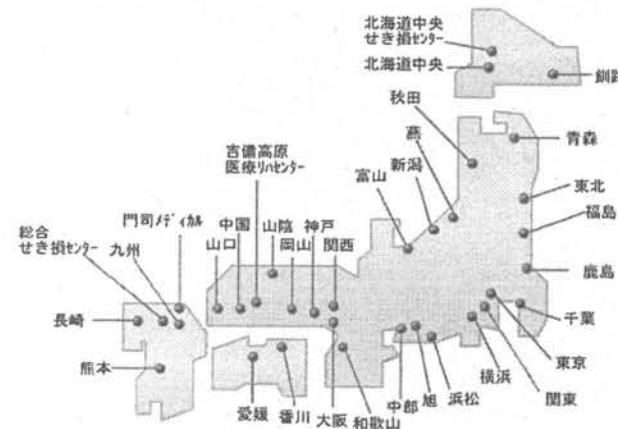 北海道中央
せき損センター
北海道中央
釧路
秋田
燕
青森
吉備高原
医療リハセンター
新潟
富山
東北
門司メディカル
中国
山陰
神戸
福島
総合
せき損センター
九州
山口
岡山
関西
鹿島
長崎
千葉
東京
熊本
横浜
関東
愛媛
香川
大阪
和歌山
中部
旭
浜松